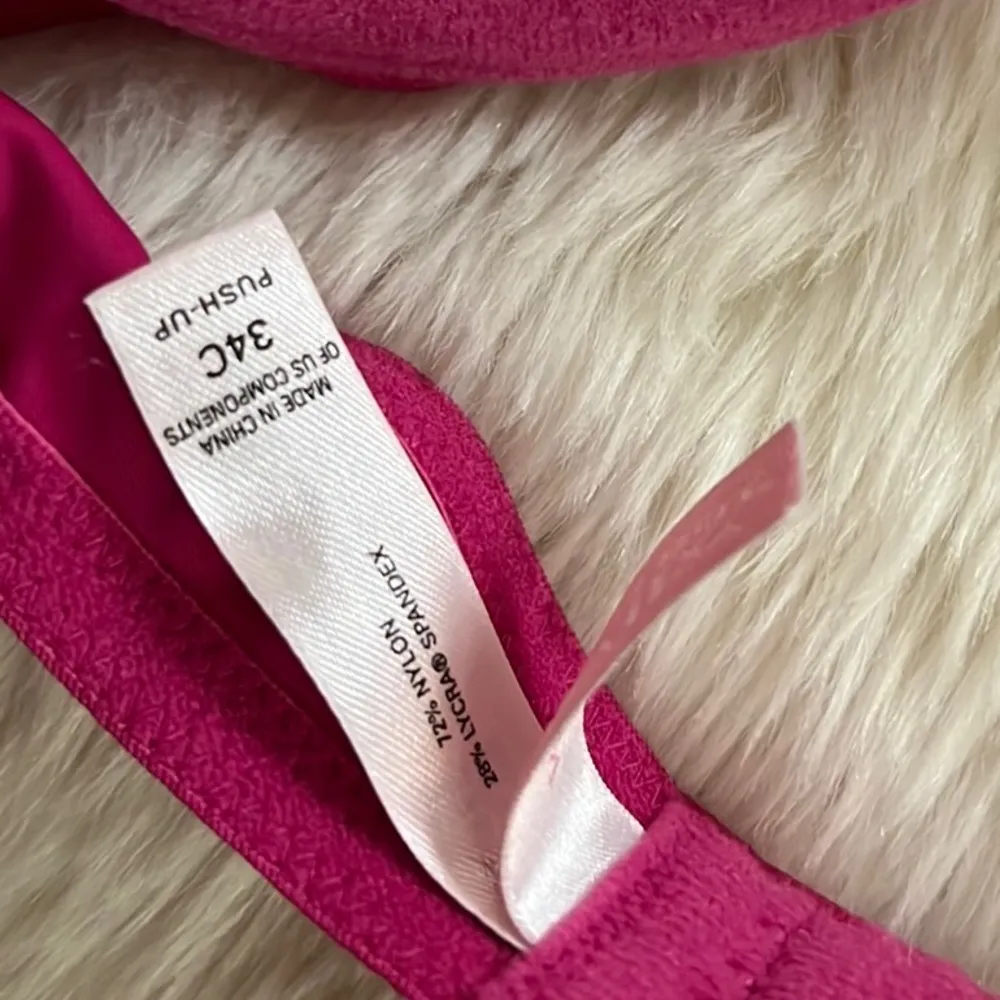 PUSH-UP
34C
OF US COMPONENTS
MADE IN CHINA
72% NYLON
28% LYCRA® SPANDEX